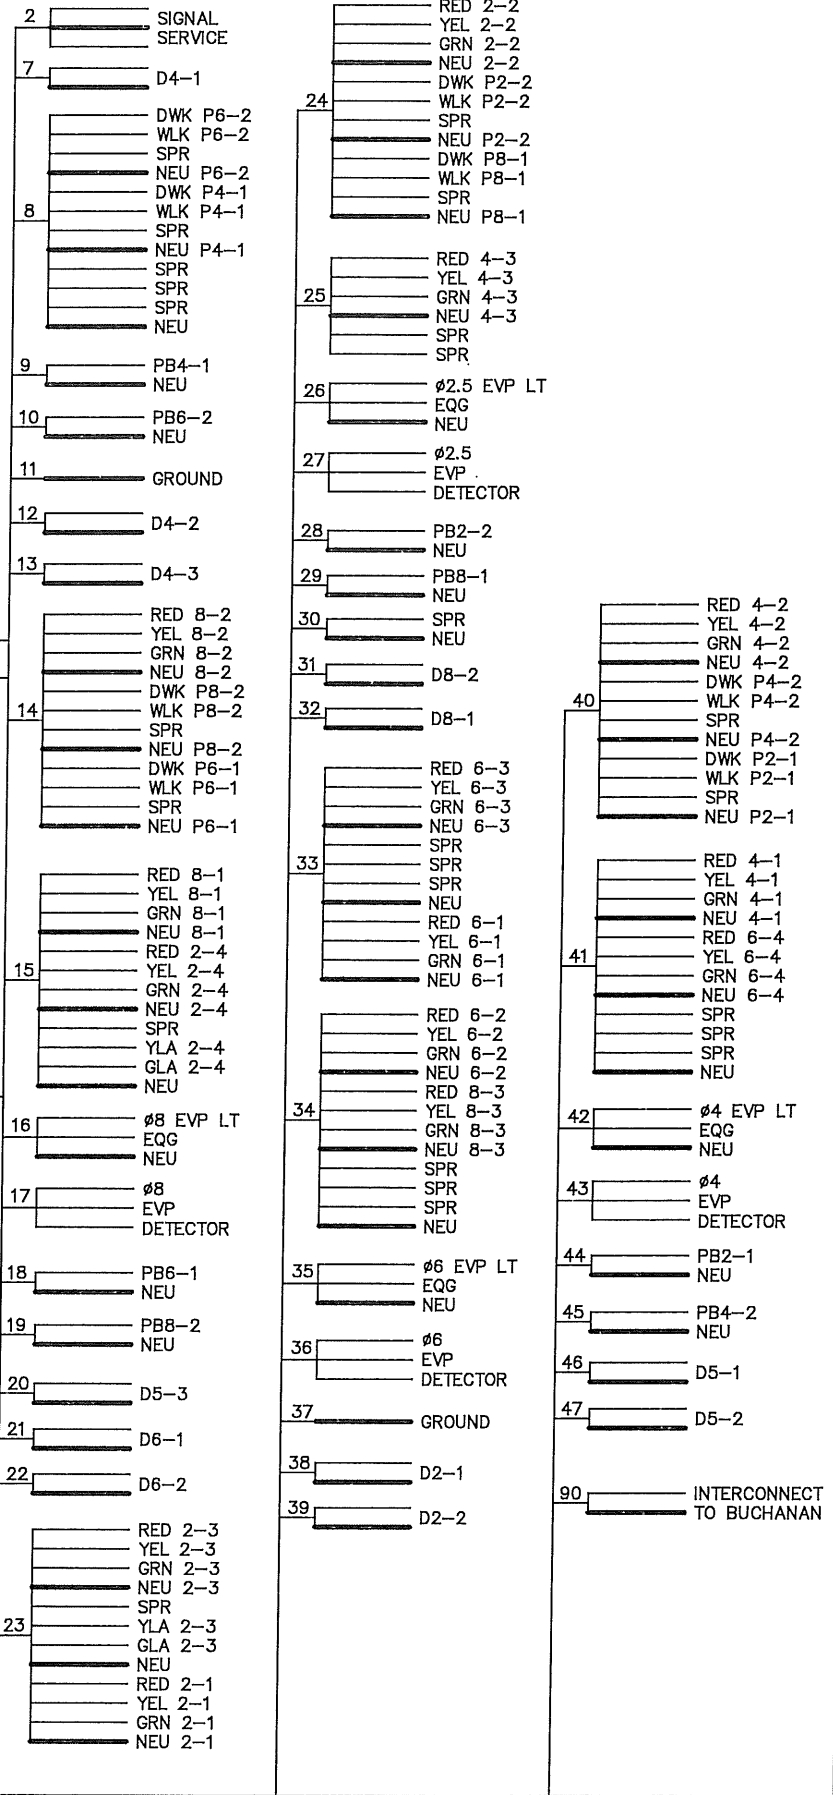 2
SIGNAL
SERVICE
7
D4-1
8
DWK P6-2
WLK P6-2
SPR
NEU P6-2
DWK P4-1
WLK P4-1
SPR
NEU P4-1
SPR
SPR
SPR
NEU
9
PB4-1
NEU
10
PB6-2
NEU
11
GROUND
12
D4-2
13
D4-3
14
RED 8-2
YEL 8-2
GRN 8-2
NEU 8-2
DWK P8-2
WLK P8-2
SPR
NEU P8-2
DWK P6-1
WLK P6-1
SPR
NEU P6-1
15
RED 8-1
YEL 8-1
GRN 8-1
NEU 8-1
RED 2-4
YEL 2-4
GRN 2-4
NEU 2-4
SPR
YLA 2-4
GLA 2-4
NEU
16
ø8 EVP LT
EQG
NEU
17
ø8
EVP
DETECTOR
18
PB6-1
NEU
19
PB8-2
NEU
20
D5-3
21
D6-1
22
D6-2
23
RED 2-3
YEL 2-3
GRN 2-3
NEU 2-3
SPR
YLA 2-3
GLA 2-3
NEU
RED 2-1
YEL 2-1
GRN 2-1
NEU 2-1
24
RED 2-2
YEL 2-2
GRN 2-2
NEU 2-2
DWK P2-2
WLK P2-2
SPR
NEU P2-2
DWK P8-1
WLK P8-1
SPR
NEU P8-1
25
RED 4-3
YEL 4-3
GRN 4-3
NEU 4-3
SPR
SPR
26
ø2.5 EVP LT
EQG
NEU
27
ø2.5
EVP
DETECTOR
28
PB2-2
NEU
29
PB8-1
NEU
30
SPR
NEU
31
D8-2
32
D8-1
33
RED 6-3
YEL 6-3
GRN 6-3
NEU 6-3
SPR
SPR
SPR
NEU
RED 6-1
YEL 6-1
GRN 6-1
NEU 6-1
34
RED 6-2
YEL 6-2
GRN 6-2
NEU 6-2
RED 8-3
YEL 8-3
GRN 8-3
NEU 8-3
SPR
SPR
SPR
NEU
35
ø6 EVP LT
EQG
NEU
36
ø6
EVP
DETECTOR
37
GROUND
38
D2-1
39
D2-2
40
RED 4-2
YEL 4-2
GRN 4-2
NEU 4-2
DWK P4-2
WLK P4-2
SPR
NEU P4-2
DWK P2-1
WLK P2-1
SPR
NEU P2-1
41
RED 4-1
YEL 4-1
GRN 4-1
NEU 4-1
RED 6-4
YEL 6-4
GRN 6-4
NEU 6-4
SPR
SPR
SPR
NEU
42
ø4 EVP LT
EQG
NEU
43
ø4
EVP
DETECTOR
44
PB2-1
NEU
45
PB4-2
NEU
46
D5-1
47
D5-2
90
INTERCONNECT
TO BUCHANAN